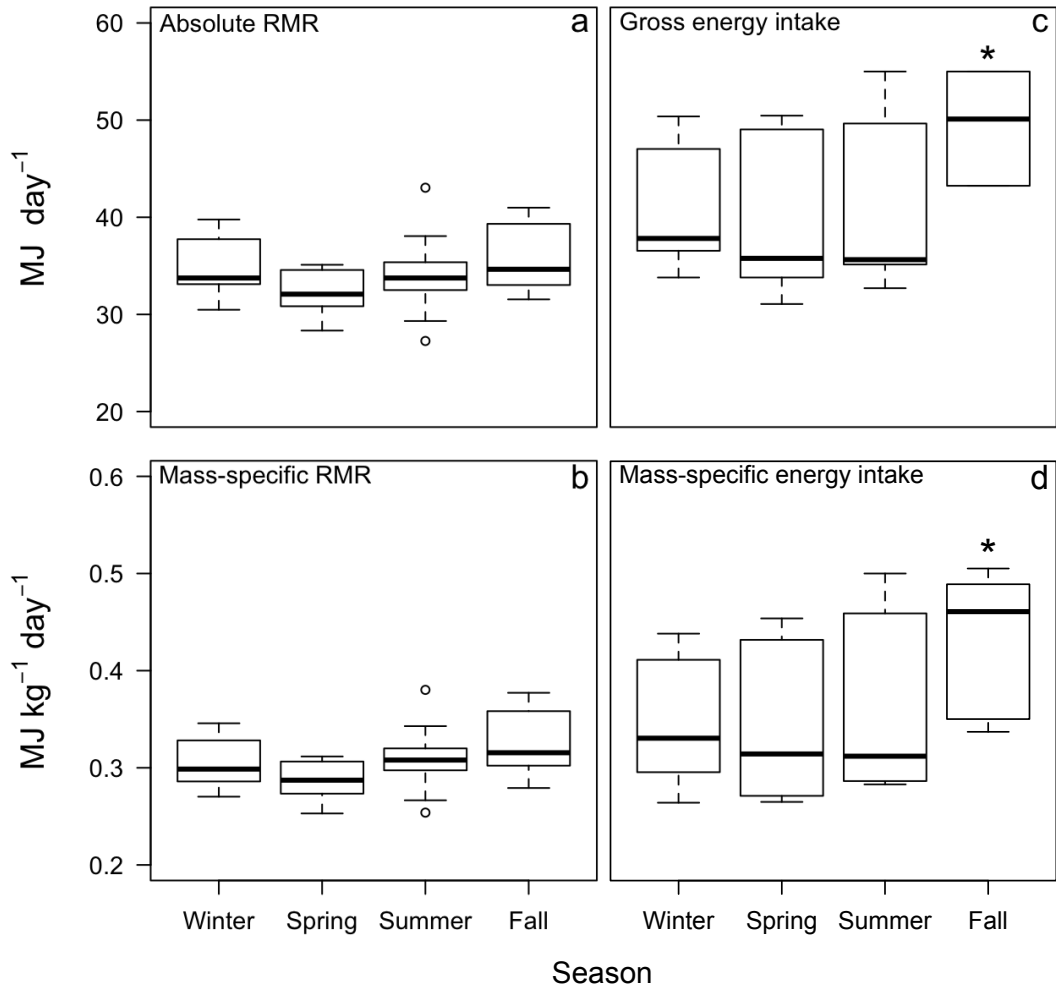 Absolute RMR a
Gross energy intake c
*
60
50
40
30
20
MJ day⁻¹
Mass-specific RMR b
Mass-specific energy intake d
*
0.6
0.5
0.4
0.3
0.2
MJ kg⁻¹ day⁻¹
Winter Spring Summer Fall
Winter Spring Summer Fall
Season